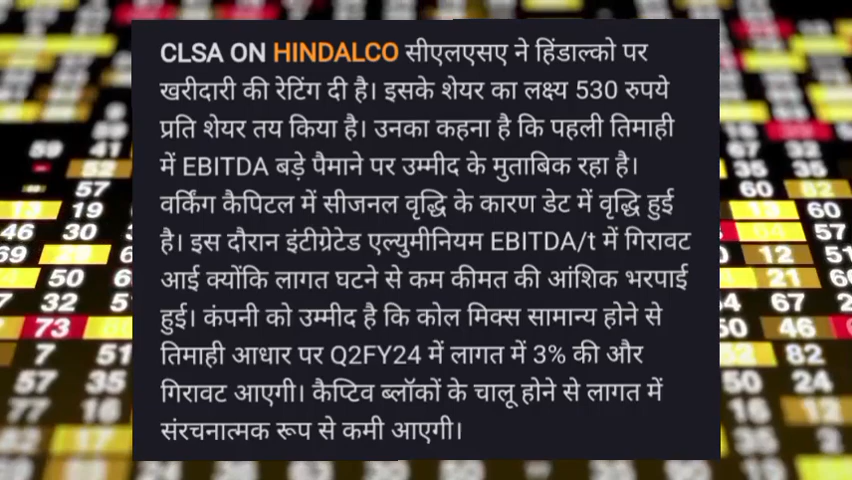 CLSA ON HINDALCO सीएलएसए ने हिंडाल्को पर
खरीदारी की रेटिंग दी है। इसके शेयर का लक्ष्य 530 रुपये
प्रति शेयर तय किया है। उनका कहना है कि पहली तिमाही
में EBITDA बड़े पैमाने पर उम्मीद के मुताबिक रहा है।
वर्किंग कैपिटल में सीजनल वृद्धि के कारण डेट में वृद्धि हुई
है। इस दौरान इंटीग्रेटेड एल्युमीनियम EBITDA/t में गिरावट
आई क्योंकि लागत घटने से कम कीमत की आंशिक भरपाई
हुई। कंपनी को उम्मीद है कि कोल मिक्स सामान्य होने से
तिमाही आधार पर Q2FY24 में लागत में 3% की और
गिरावट आएगी। कैप्टिव ब्लॉकों के चालू होने से लागत में
संरचनात्मक रूप से कमी आएगी।